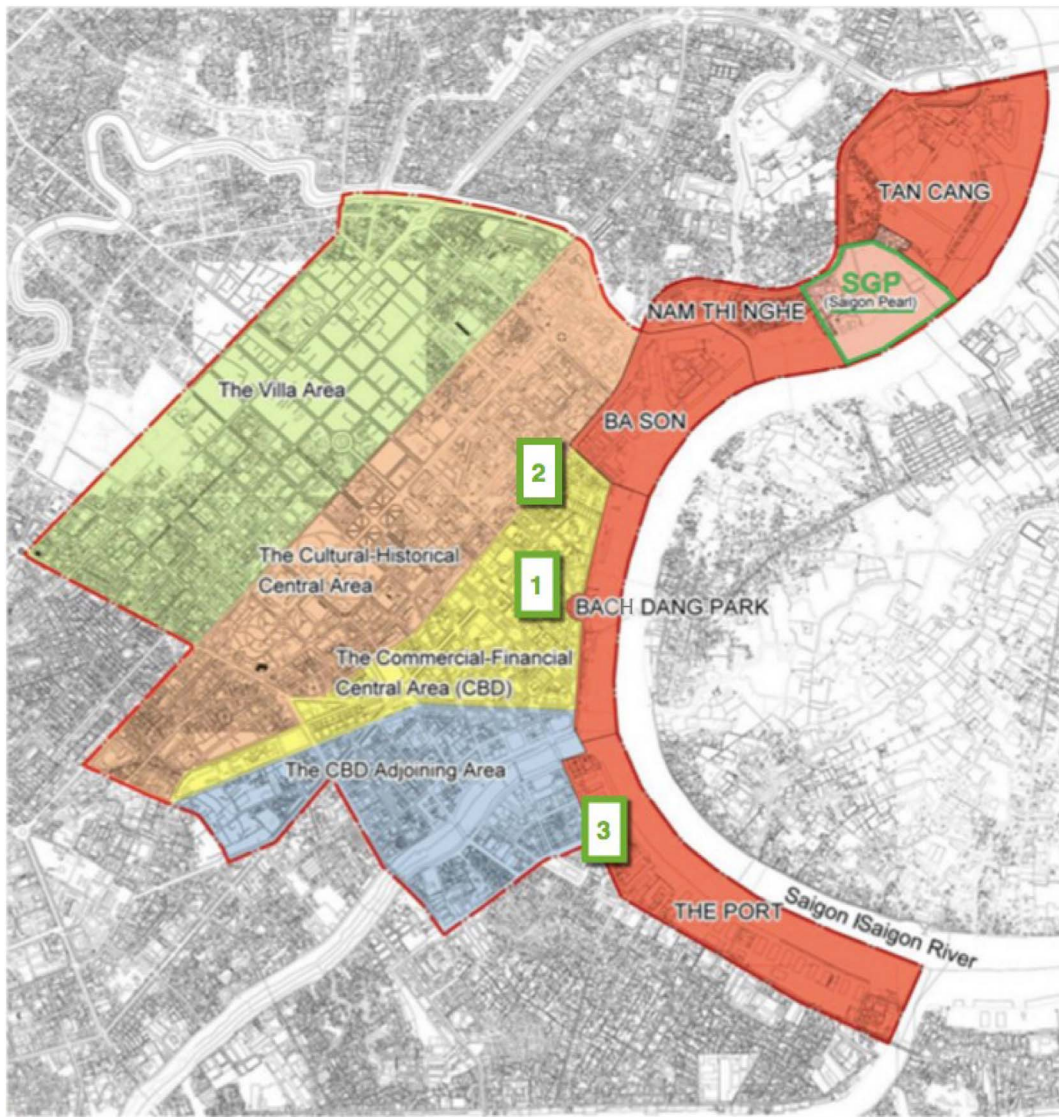 TAN CANG
SGP
(Saigon Pearl)
NAM THI NGHE
The Villa Area
BA SON
2
The Cultural-Historical
Central Area
1
BACH DANG PARK
The Commercial-Financial
Central Area (CBD)
The CBD Adjoining Area
3
THE PORT
Saigon ISaigon River